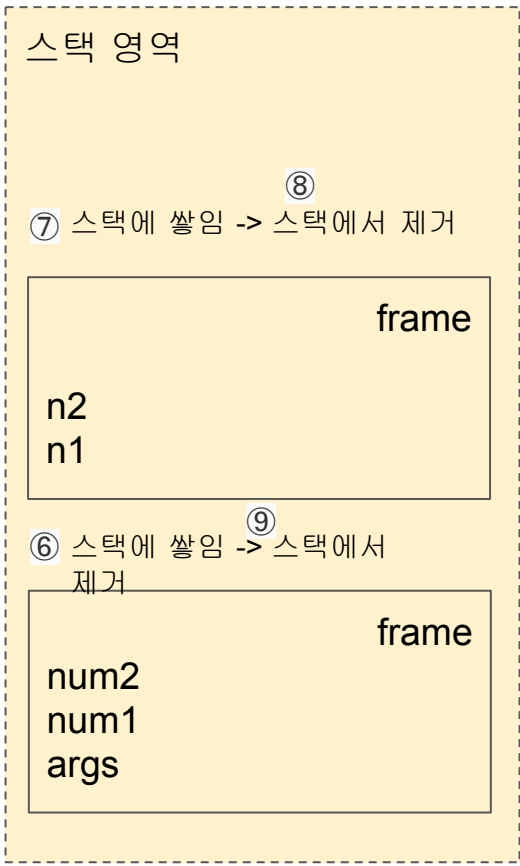 스택 영역
⑧
⑦ 스택에 쌓임 -> 스택에서 제거
frame
n2
n1
⑨
⑥ 스택에 쌓임 -> 스택에서
제거
frame
num2
num1
args